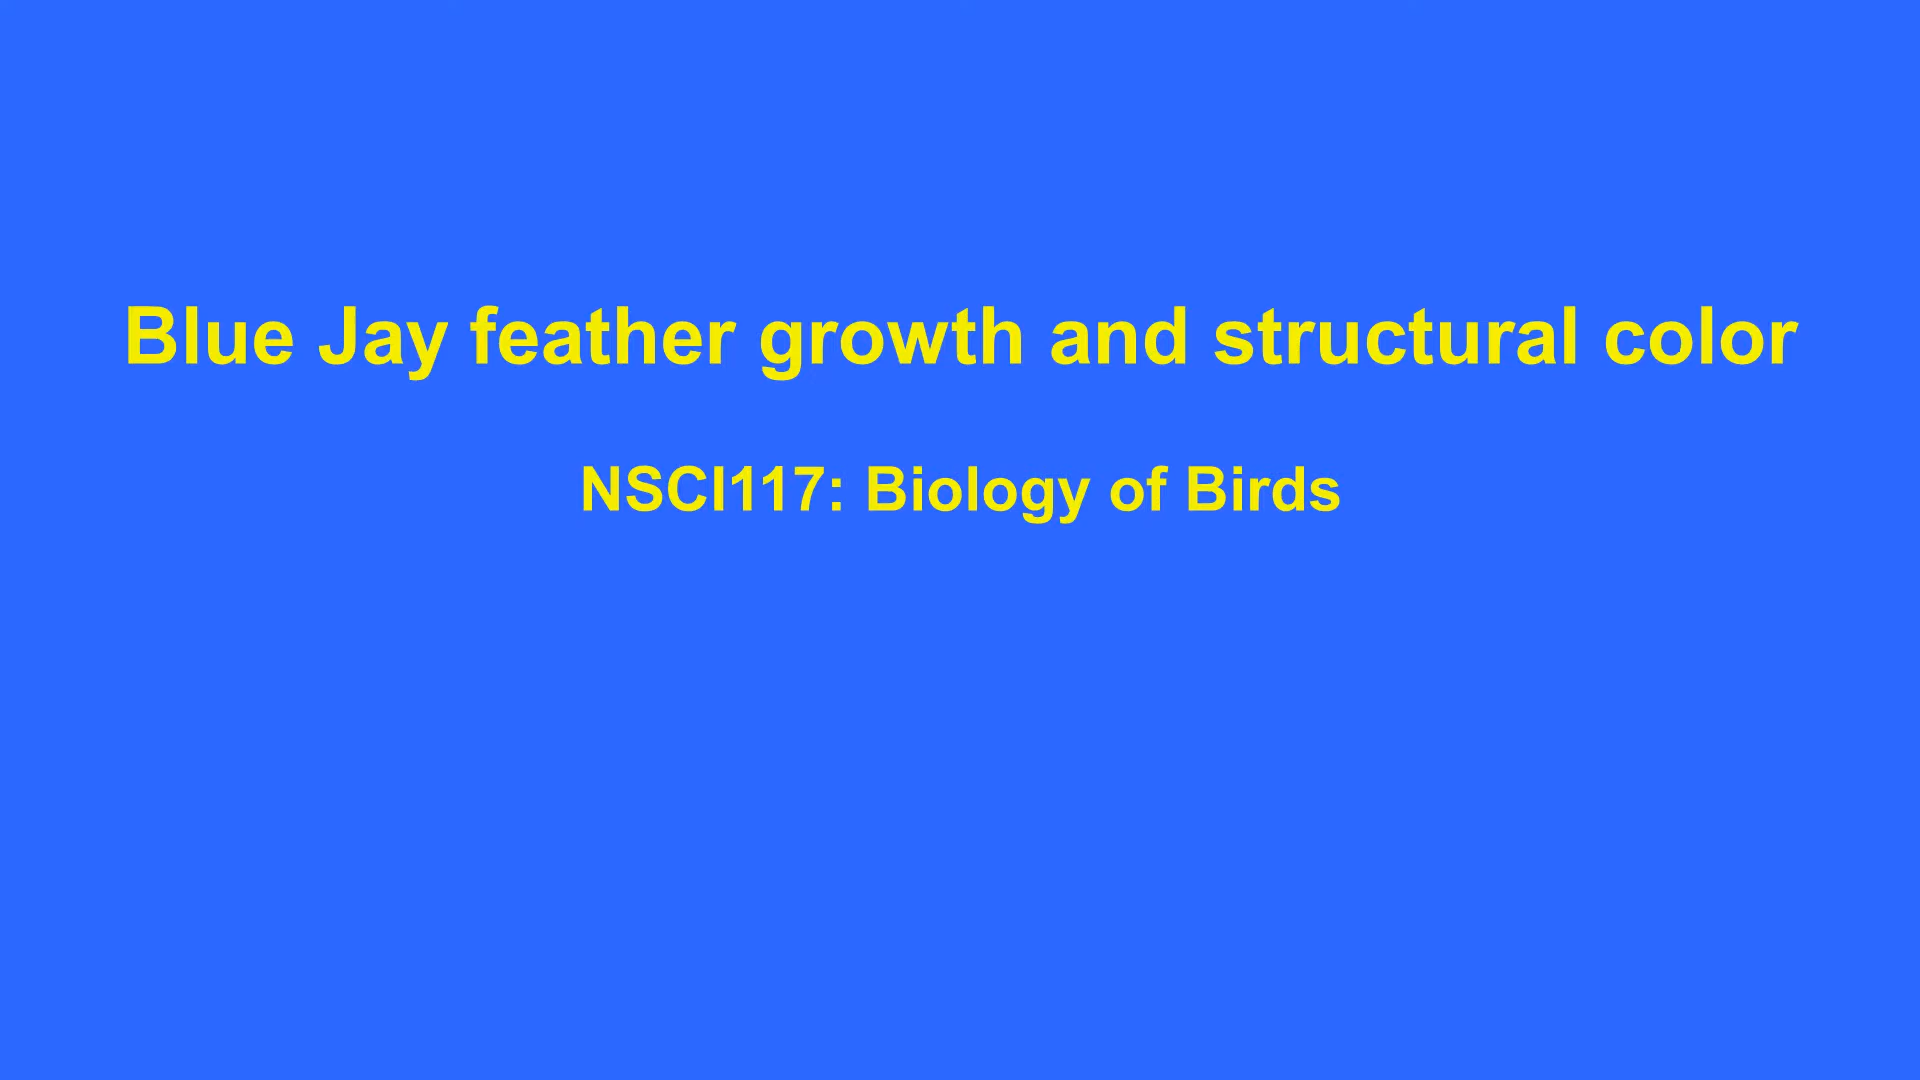 Blue Jay feather growth and structural color
NSCI117: Biology of Birds